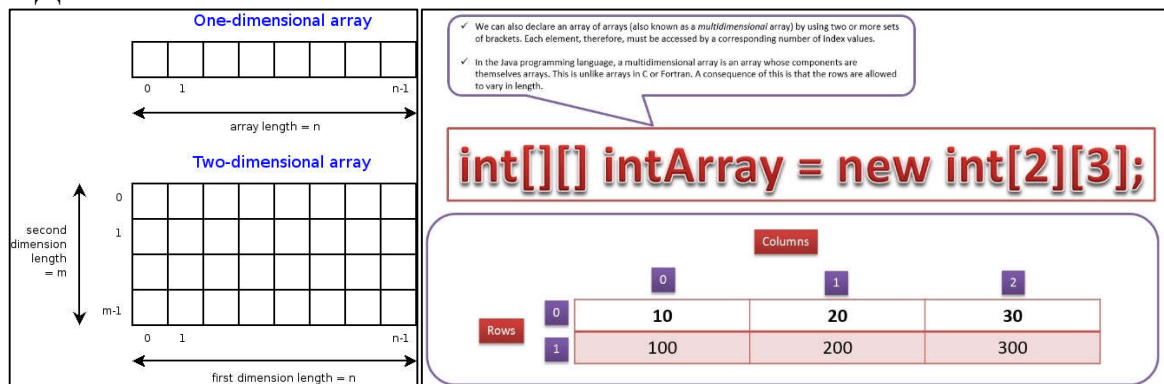 One-dimensional array
0 1 n-1
array length = n
Two-dimensional array
0
1
m-1
second
dimension
length
= m
0 1 n-1
first dimension length = n
✓ We can also declare an array of arrays (also known as a multidimensional array) by using two or more sets
of brackets. Each element, therefore, must be accessed by a corresponding number of index values.
✓ In the Java programming language, a multidimensional array is an array whose components are
themselves arrays. This is unlike arrays in C or Fortran. A consequence of this is that the rows are allowed
to vary in length.
int[][] intArray = new int[2][3];
Columns
0 1 2
Rows
0 10 20 30
1 100 200 300